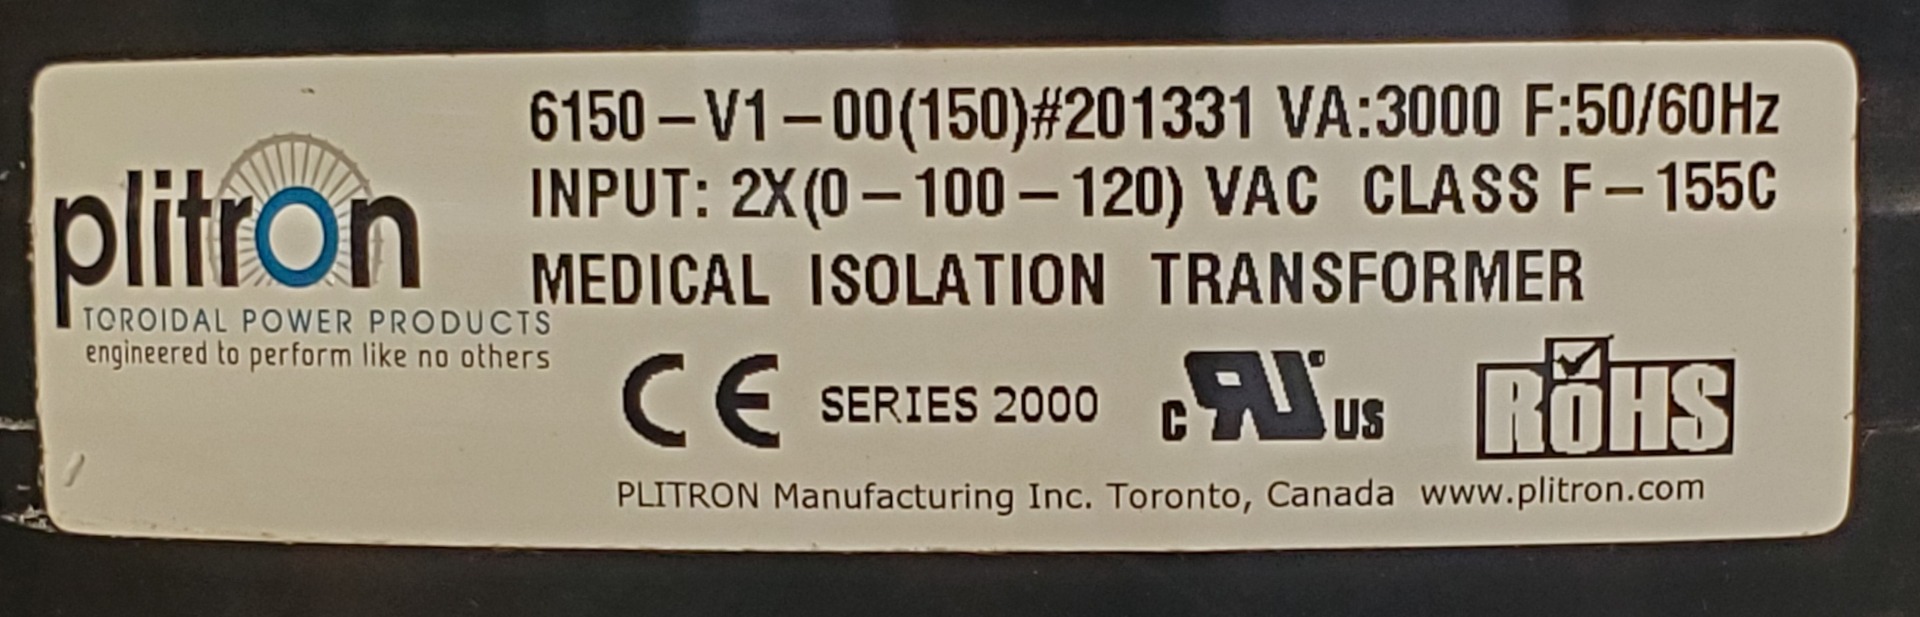 plitron
TOROIDAL POWER PRODUCTS
engineered to perform like no others
6150-V1-00(150)#201331 VA:3000 F:50/60Hz
INPUT: 2X(0-100-120) VAC CLASS F-155C
MEDICAL ISOLATION TRANSFORMER
CE SERIES 2000 c RU US RoHS
PLITRON Manufacturing Inc. Toronto, Canada www.plitron.com